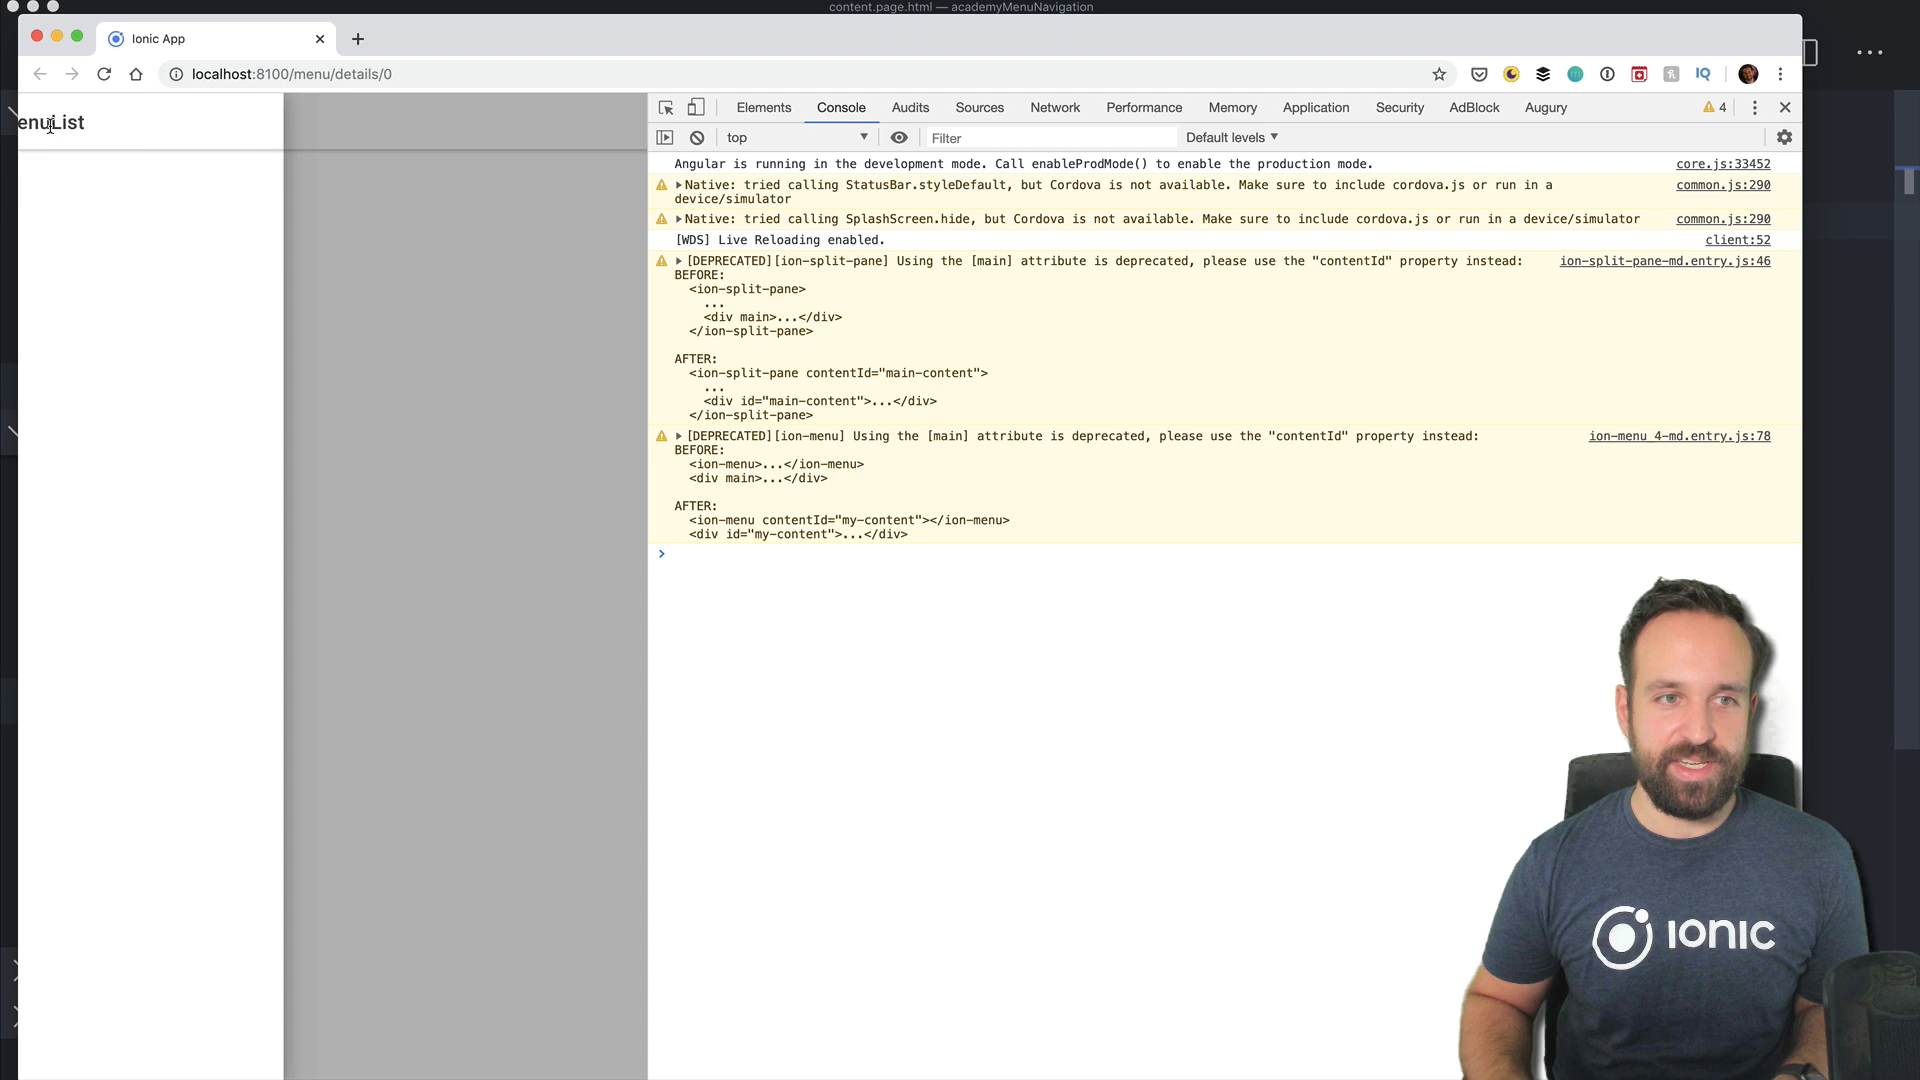 content.page.html — academyMenuNavigation
Ionic App
localhost:8100/menu/details/0
IQ
enuList
Elements Console Audits Sources Network Performance Memory Application Security AdBlock Augury 4
top Filter Default levels
Angular is running in the development mode. Call enableProdMode() to enable the production mode. core.js:33452
Native: tried calling StatusBar.styleDefault, but Cordova is not available. Make sure to include cordova.js or run in a common.js:290
device/simulator
Native: tried calling SplashScreen.hide, but Cordova is not available. Make sure to include cordova.js or run in a device/simulator common.js:290
[WDS] Live Reloading enabled. client:52
[DEPRECATED][ion-split-pane] Using the [main] attribute is deprecated, please use the "contentId" property instead: ion-split-pane-md.entry.js:46
BEFORE:
<ion-split-pane>
...
<div main>...</div>
</ion-split-pane>
AFTER:
<ion-split-pane contentId="main-content">
...
<div id="main-content">...</div>
</ion-split-pane>
[DEPRECATED][ion-menu] Using the [main] attribute is deprecated, please use the "contentId" property instead: ion-menu_4-md.entry.js:78
BEFORE:
<ion-menu>...</ion-menu>
<div main>...</div>
AFTER:
<ion-menu contentId="my-content"></ion-menu>
<div id="my-content">...</div>
>
IONIC